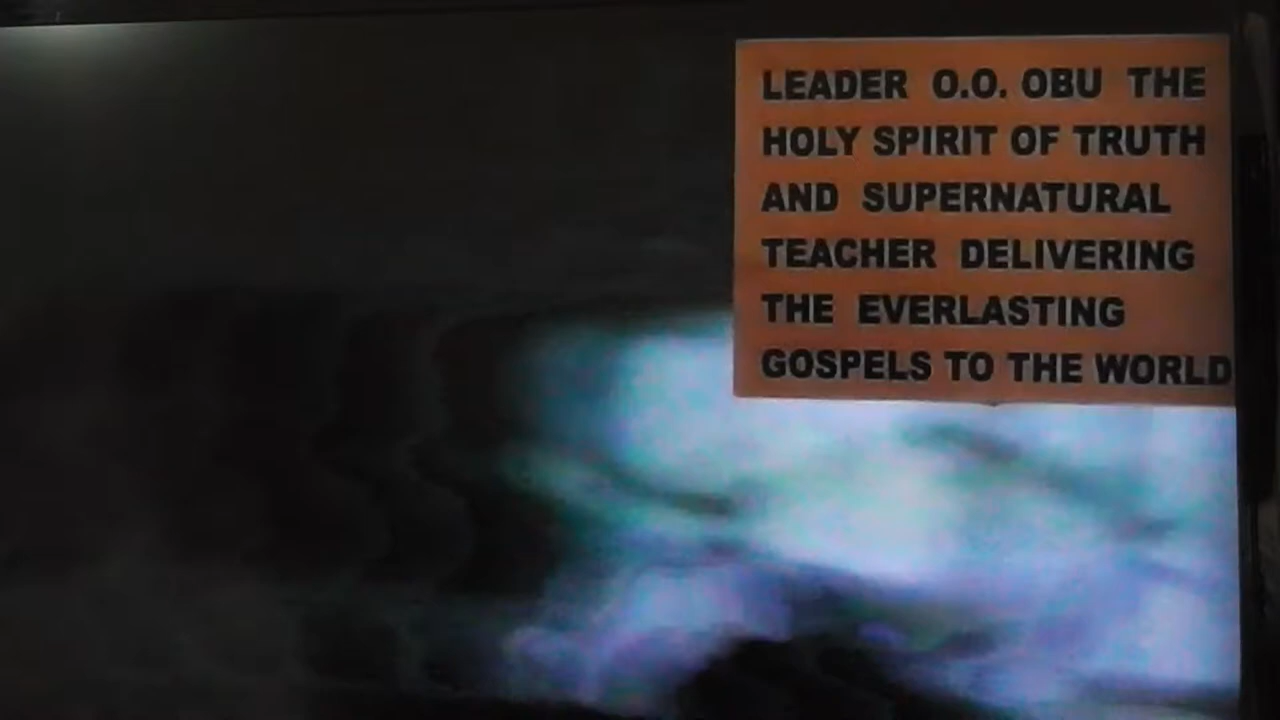 LEADER O.O. OBU THE
HOLY SPIRIT OF TRUTH
AND SUPERNATURAL
TEACHER DELIVERING
THE EVERLASTING
GOSPELS TO THE WORLD